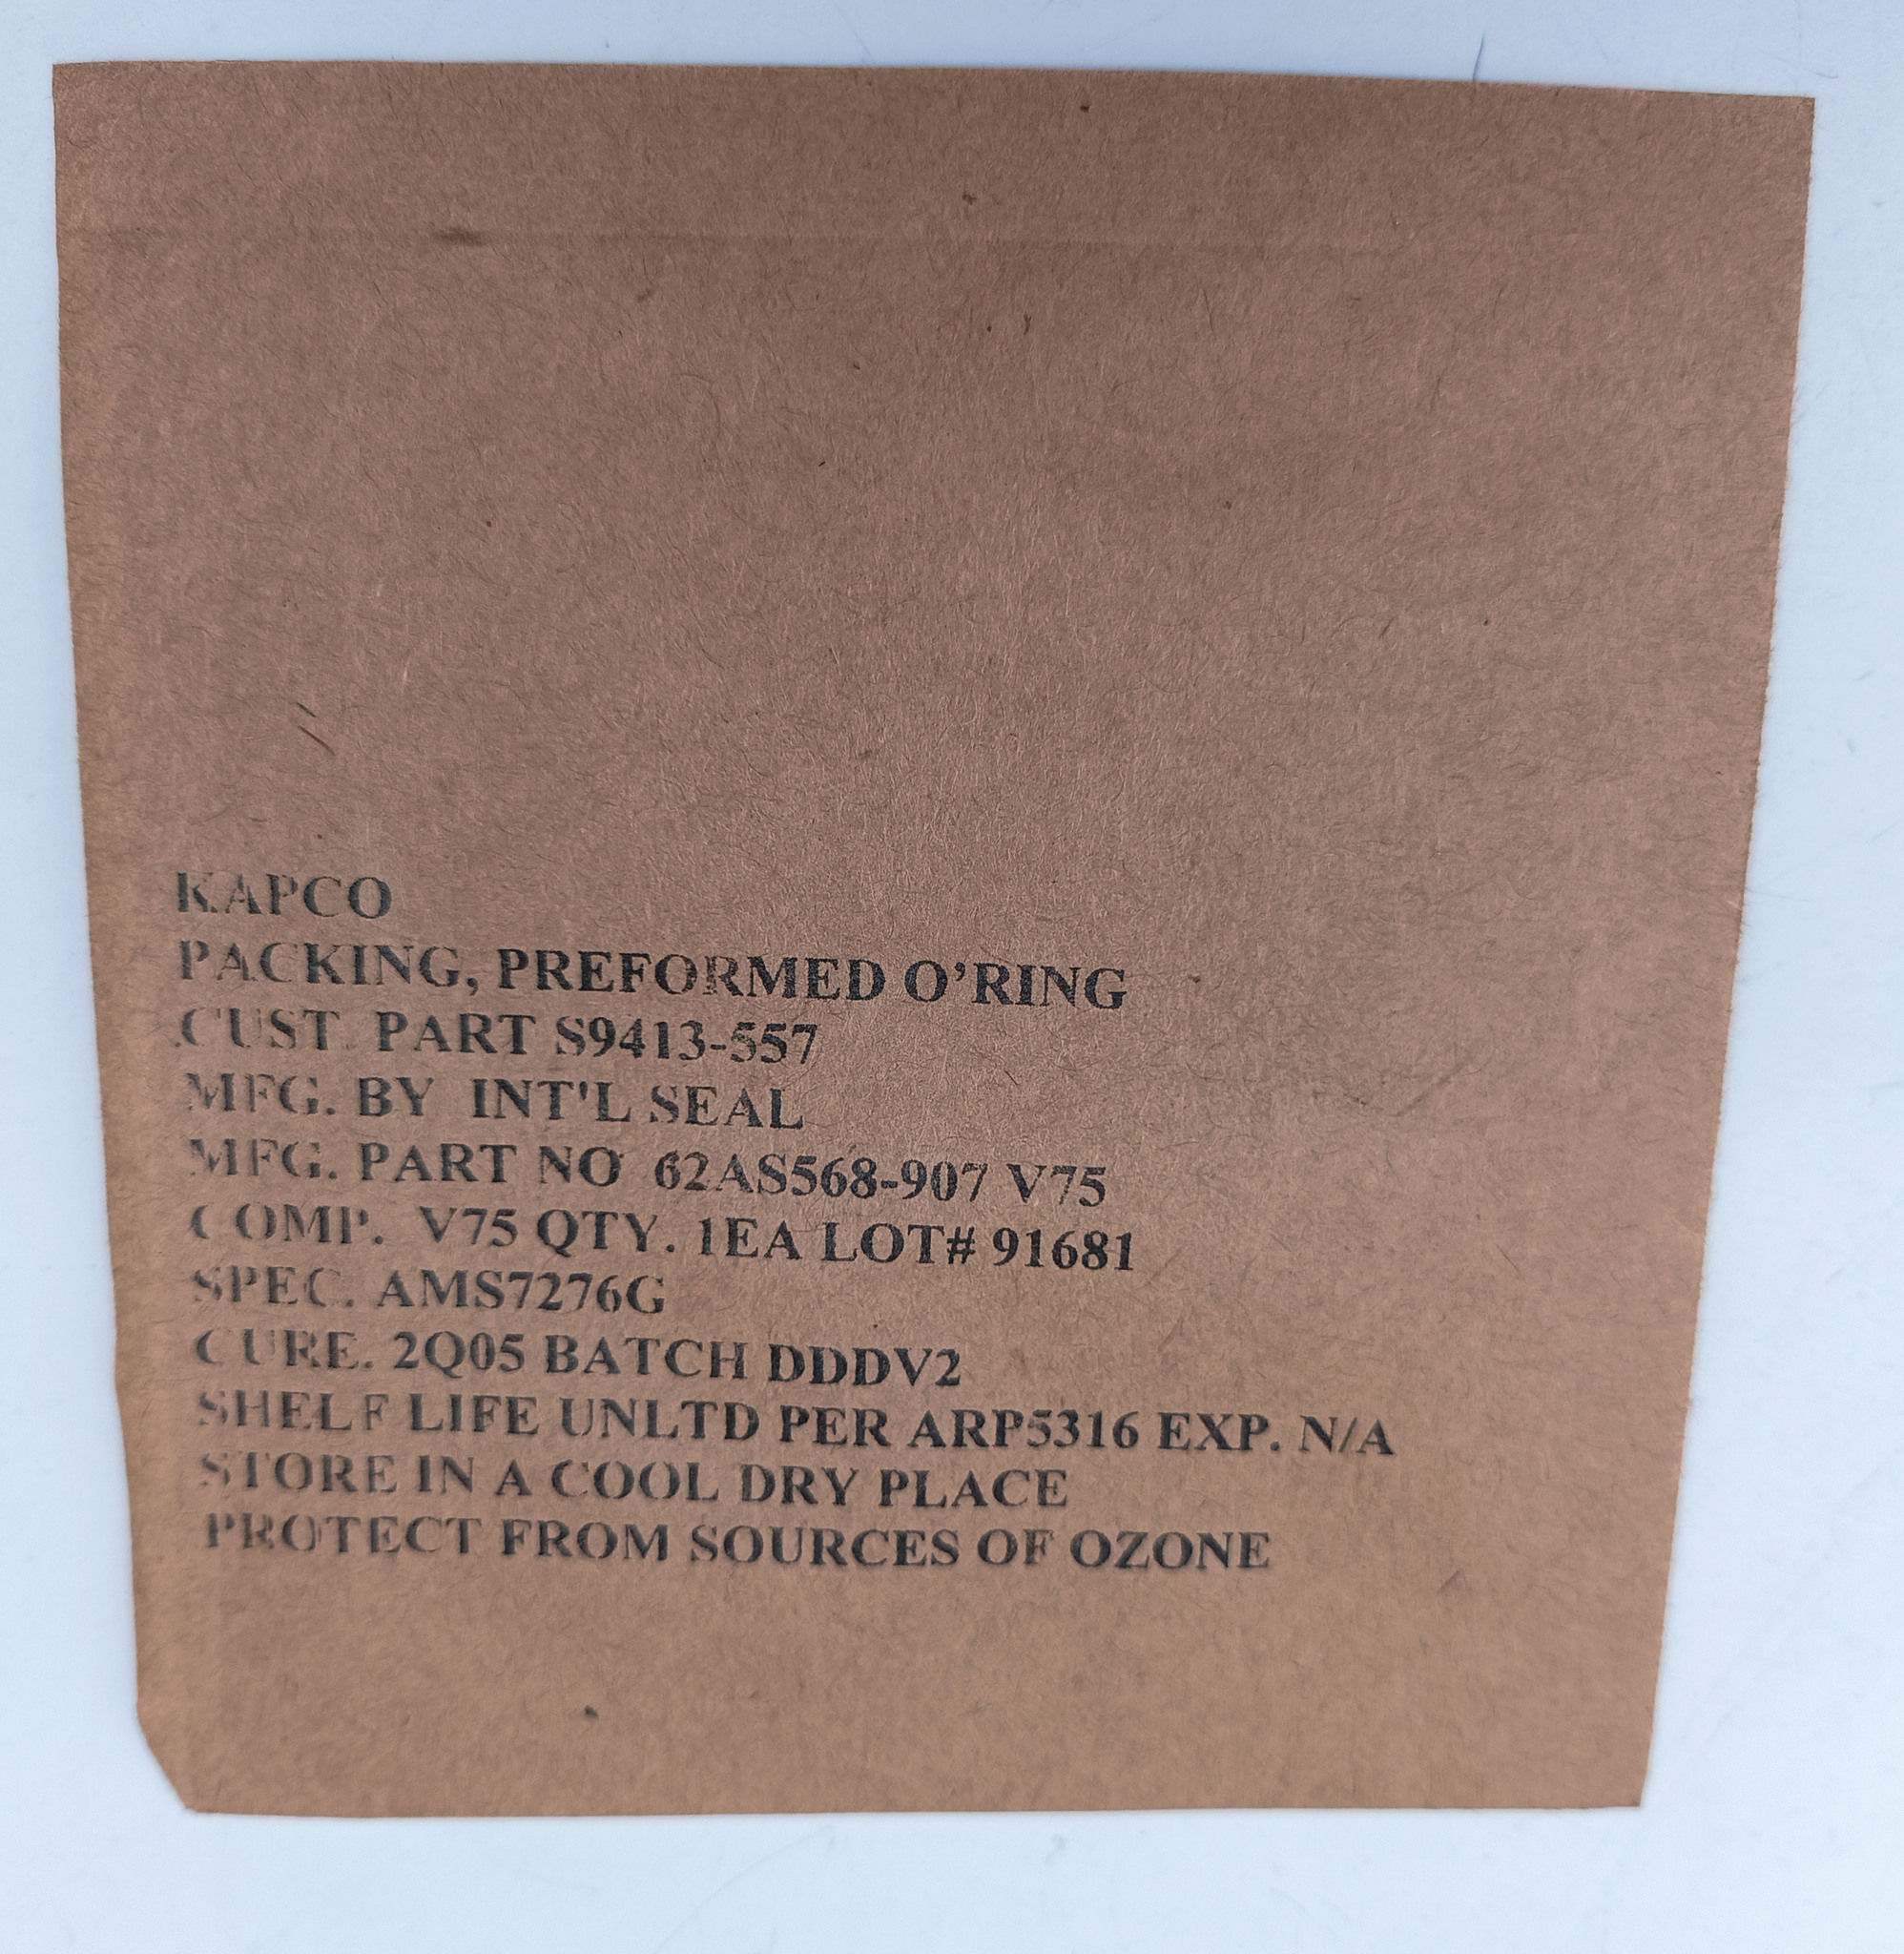 KAPCO
PACKING, PREFORMED O’RING
CUST. PART S9413-557
MFG. BY INT'L SEAL
MFG. PART NO 62AS568-907 V75
COMP. V75 QTY. 1EA LOT# 91681
SPEC. AMS7276G
CURE. 2Q05 BATCH DDDV2
SHELF LIFE UNLTD PER ARP5316 EXP. N/A
STORE IN A COOL DRY PLACE
PROTECT FROM SOURCES OF OZONE